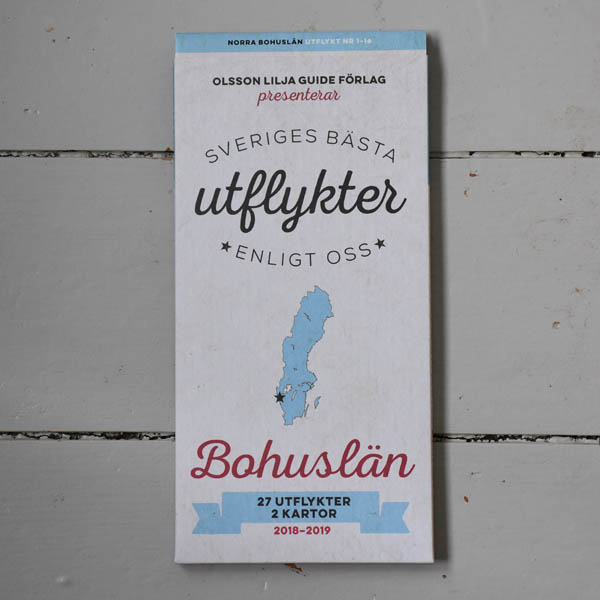 NORRA BOHUSLÄN UTFLYKT NR 1–16
OLSSON LILJA GUIDE FÖRLAG
presenterar
SVERIGES BÄSTA
utflykter
★ENLIGT OSS★
Bohuslän
27 UTFLYKTER
2 KARTOR
2018–2019